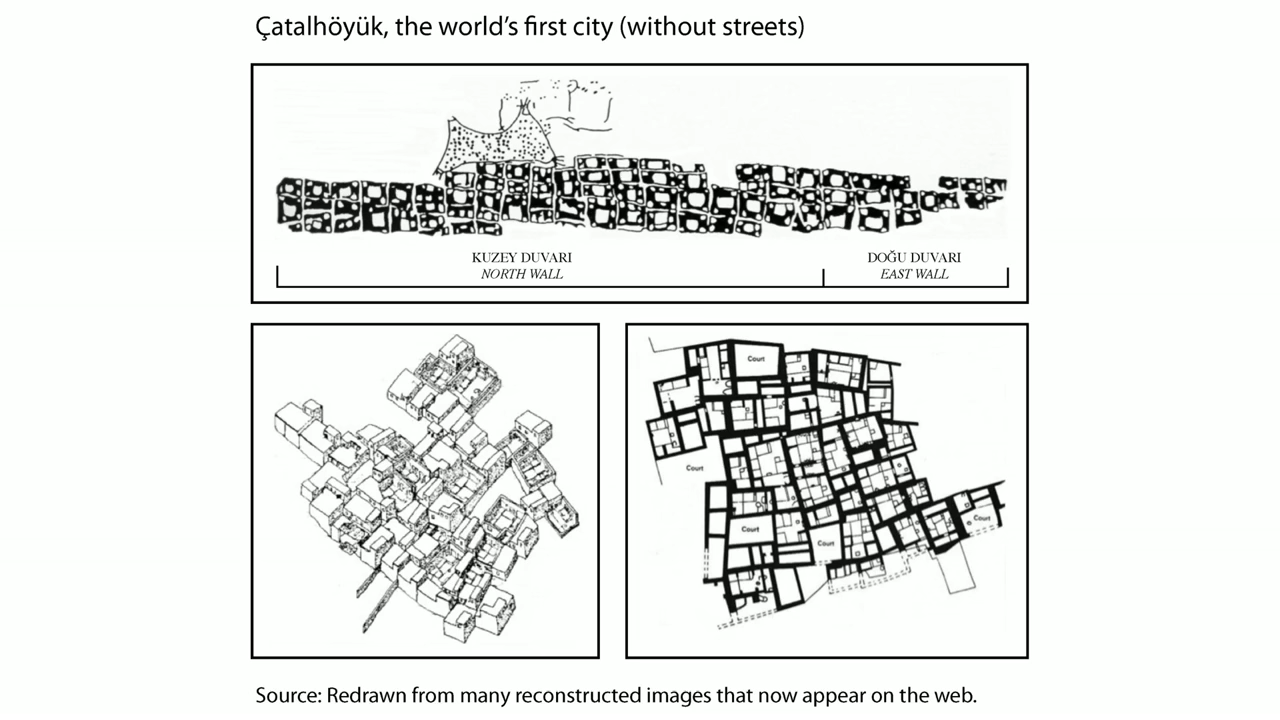 Çatalhöyük, the world's first city (without streets)
KUZEY DUVARI
NORTH WALL
DOĞU DUVARI
EAST WALL
Court
Court
Court
Court
Court
Source: Redrawn from many reconstructed images that now appear on the web.